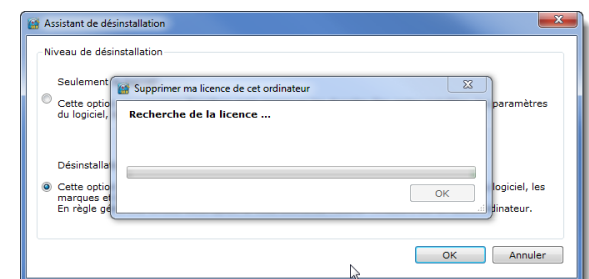 Assistant de désinstallation
Niveau de désinstallation
Seulement
Supprimer ma licence de cet ordinateur
Cette optio paramètres
du logiciel,
Recherche de la licence ...
Désinstalla
OK
Cette optio logiciel, les
marques et
En règle gé dinateur.
OK Annuler